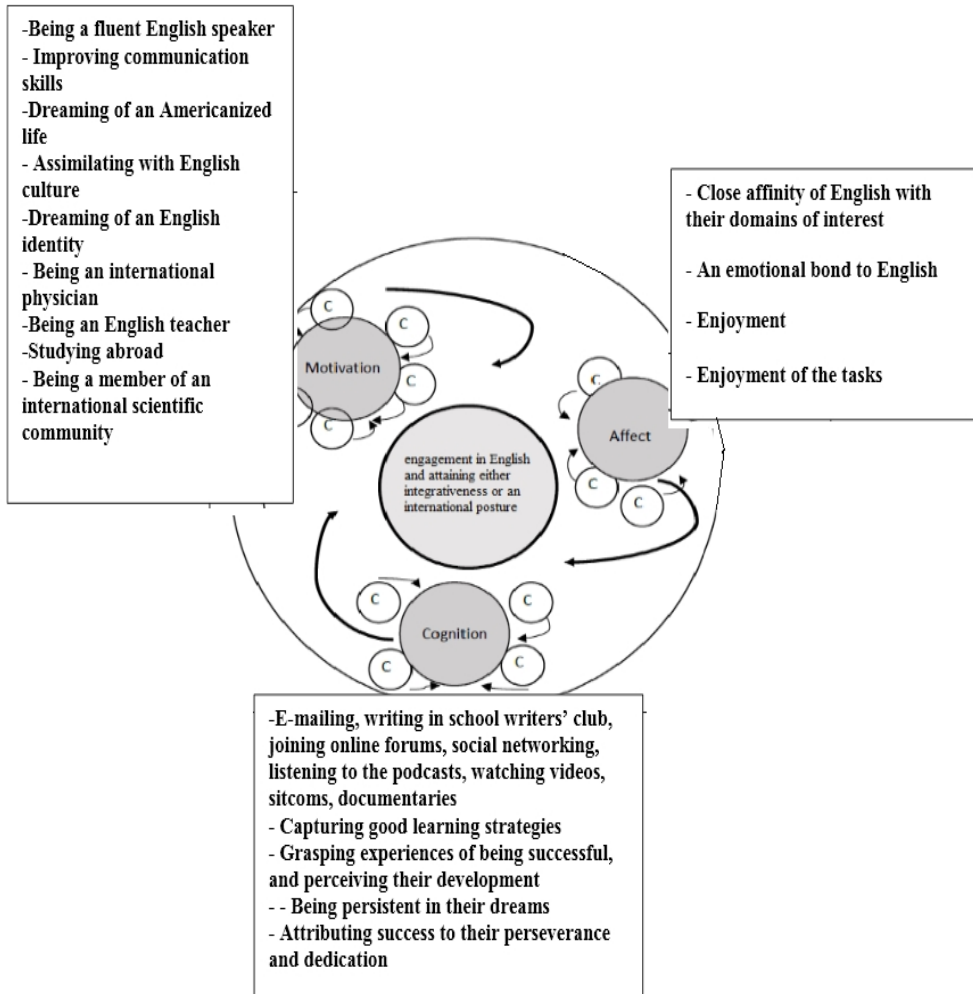 -Being a fluent English speaker
- Improving communication
skills
-Dreaming of an Americanized
life
- Assimilating with English
culture
-Dreaming of an English
identity
- Being an international
physician
-Being an English teacher
-Studying abroad
- Being a member of an
international scientific
community
- Close affinity of English with
their domains of interest
- An emotional bond to English
- Enjoyment
- Enjoyment of the tasks
C
C
Motivation
C
C
C
Affect
C
C
engagement in English
and attaining either
integrativeness or an
international posture
C
C
Cognition
C
C
-E-mailing, writing in school writers’ club,
joining online forums, social networking,
listening to the podcasts, watching videos,
sitcoms, documentaries
- Capturing good learning strategies
- Grasping experiences of being successful,
and perceiving their development
- - Being persistent in their dreams
- Attributing success to their perseverance
and dedication